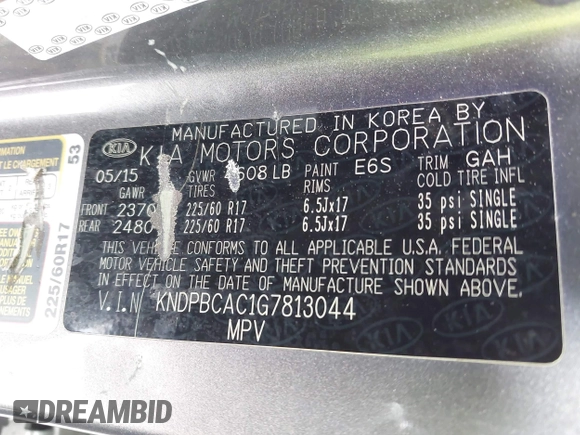 MANUFACTURED IN KOREA BY
KIA KIA MOTORS CORPORATION
05/15 GVWR 608 LB PAINT E6S TRIM GAH
GAWR TIRES RIMS COLD TIRE INFL
FRONT 2370 225/60 R17 6.5Jx17 35 psi SINGLE
REAR 2480 225/60 R17 6.5Jx17 35 psi SINGLE
THIS VEHICLE CONFORMS TO ALL APPLICABLE U.S.A. FEDERAL
MOTOR VEHICLE SAFETY AND THEFT PREVENTION STANDARDS
IN EFFECT ON THE DATE OF MANUFACTURE SHOWN ABOVE.
V.I.N KNDPBCAC1G7813044
MPV
53
225/60R17
DREAMBID